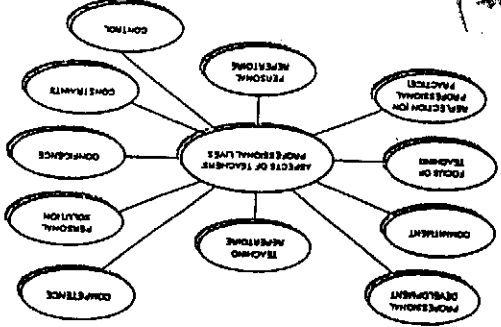 PROFESSIONAL
DEVELOPMENT
COMPETENCE
TEACHING
REPERTOIRE
COMMITMENT
PERSONAL
SOLUTION
FOCUS OF
TEACHING
ASPECTS OF TEACHERS'
PROFESSIONAL LIVES
CONFIDENCE
REFLECTION (ON
PROFESSIONAL
PRACTICE)
PERSONAL
REPERTOIRE
CONSTRAINTS
CONTROL